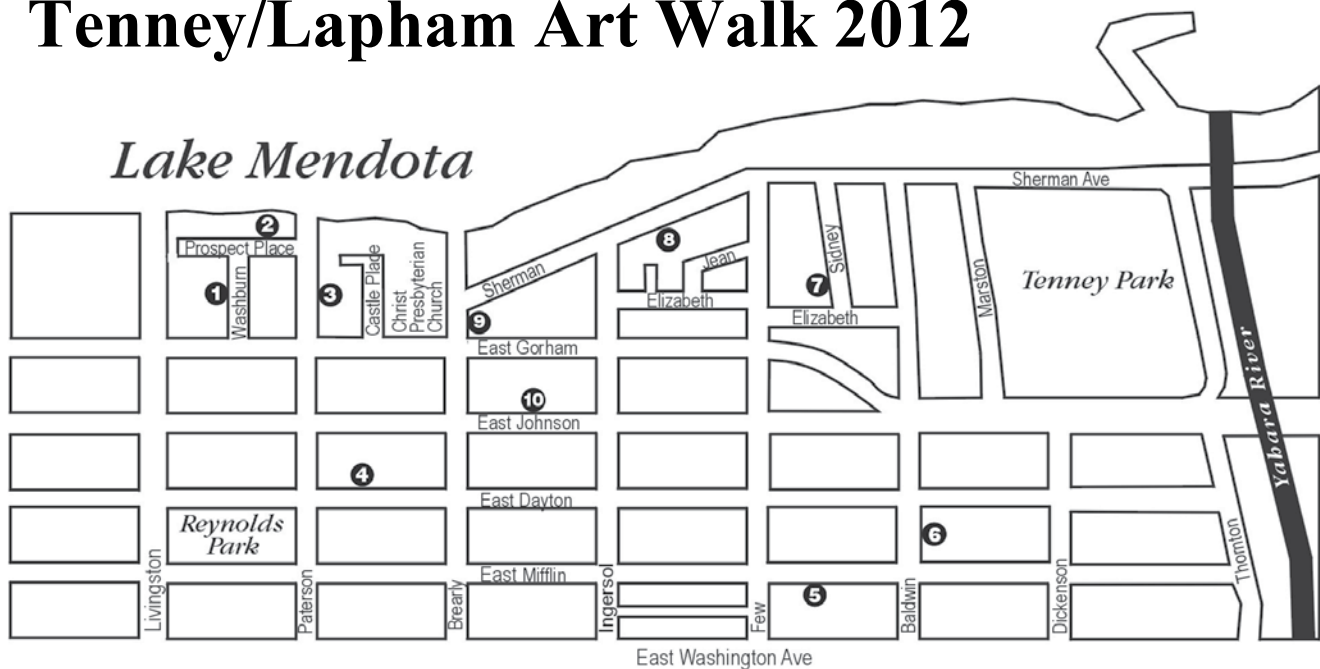 Tenney/Lapham Art Walk 2012
Lake Mendota
Sherman Ave
2
Prospect Place
8
Jean
Sidney
Tenney Park
1
Washburn
3
Castle Place
Christ
Presbyterian
Church
Sherman
Elizabeth
7
Marston
9
Elizabeth
East Gorham
Yahara River
10
East Johnson
4
East Dayton
Reynolds
Park
6
East Mifflin
Livingston
Paterson
Brearly
Ingersol
5
Few
Baldwin
Dickenson
Thornton
East Washington Ave